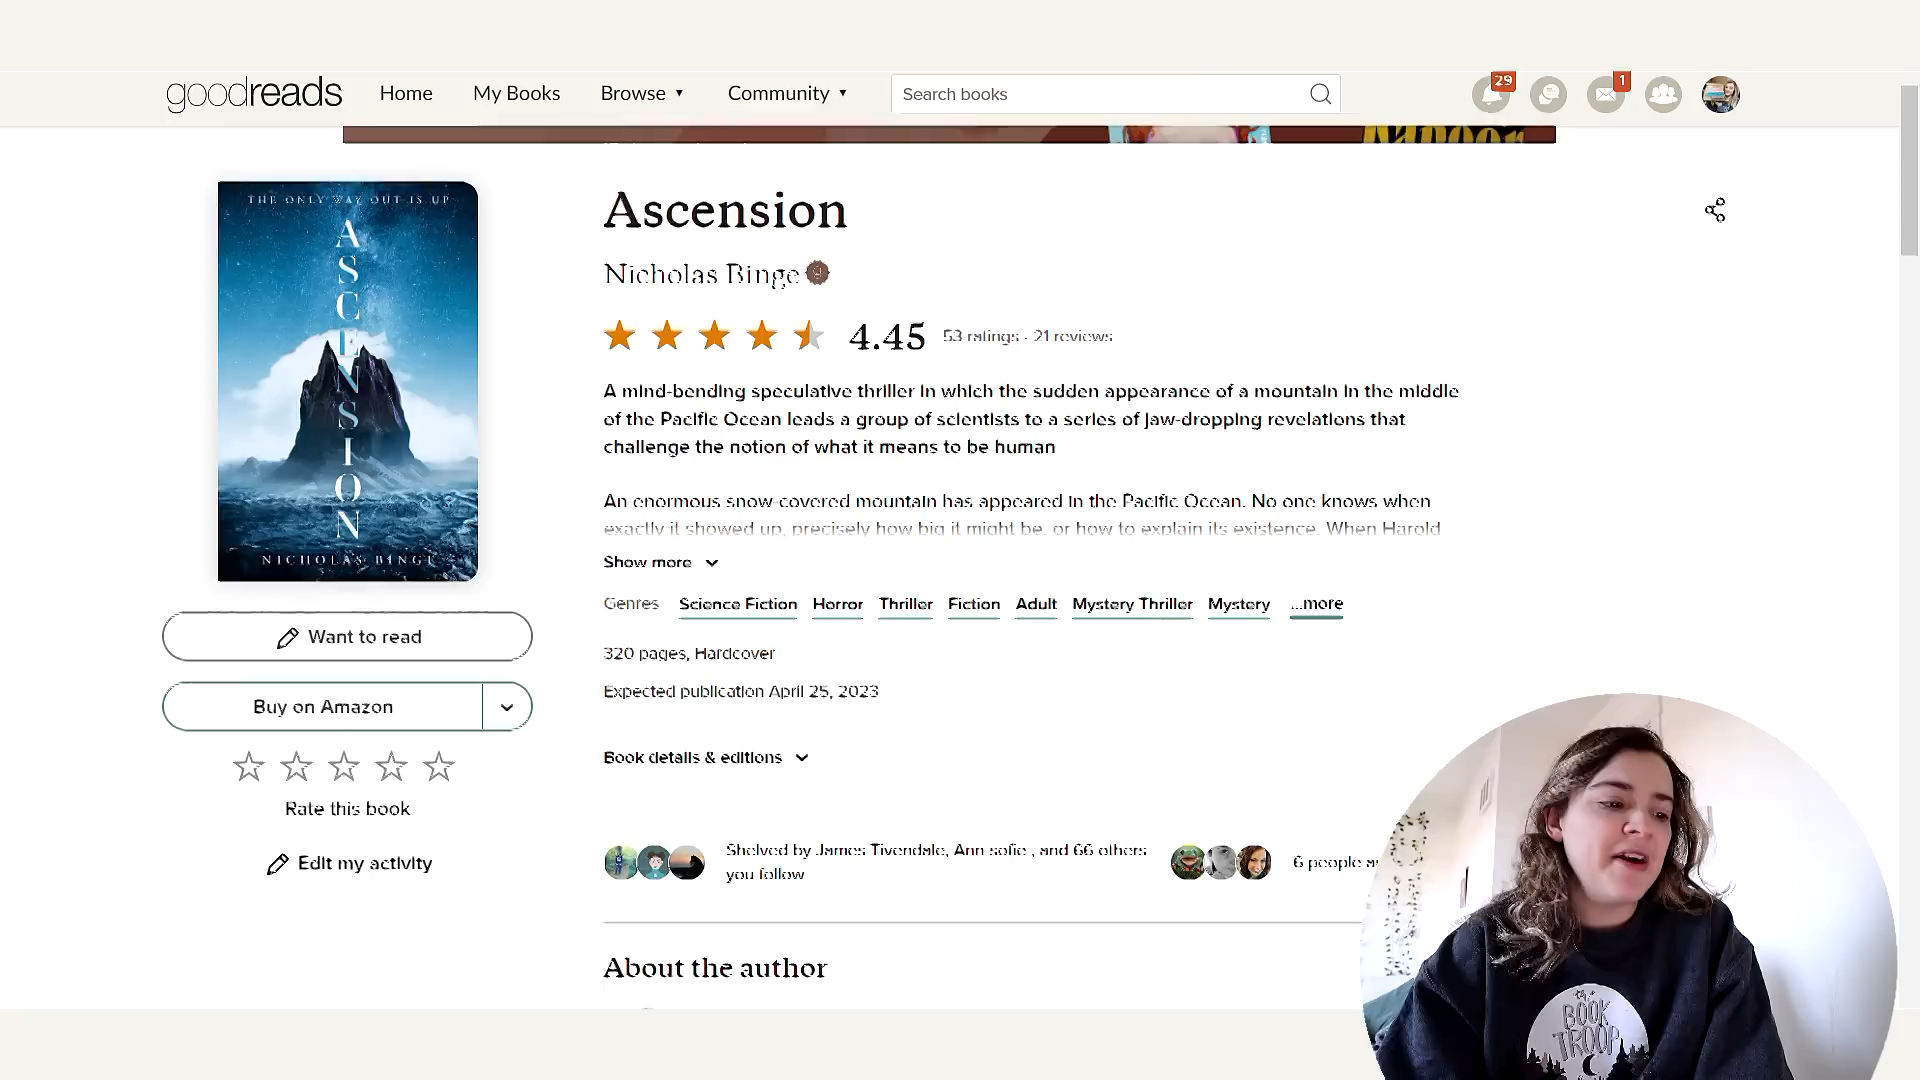 goodreads Home My Books Browse ▼ Community ▼ Search books 29 1
THE ONLY WAY OUT IS UP
ASCENSION
NICHOLAS BINGE
Want to read
Buy on Amazon
Rate this book
Edit my activity
Ascension
Nicholas Binge
4.45 53 ratings · 21 reviews
A mind-bending speculative thriller in which the sudden appearance of a mountain in the middle
of the Pacific Ocean leads a group of scientists to a series of jaw-dropping revelations that
challenge the notion of what it means to be human
An enormous snow-covered mountain has appeared in the Pacific Ocean. No one knows when
exactly it showed up, precisely how big it might be, or how to explain its existence. When Harold
Show more
Genres Science Fiction Horror Thriller Fiction Adult Mystery Thriller Mystery ...more
320 pages, Hardcover
Expected publication April 25, 2023
Book details & editions
Shelved by James Tivendale, Ann sofie , and 66 others
you follow
6 people
About the author
the
BOOK
TROOP